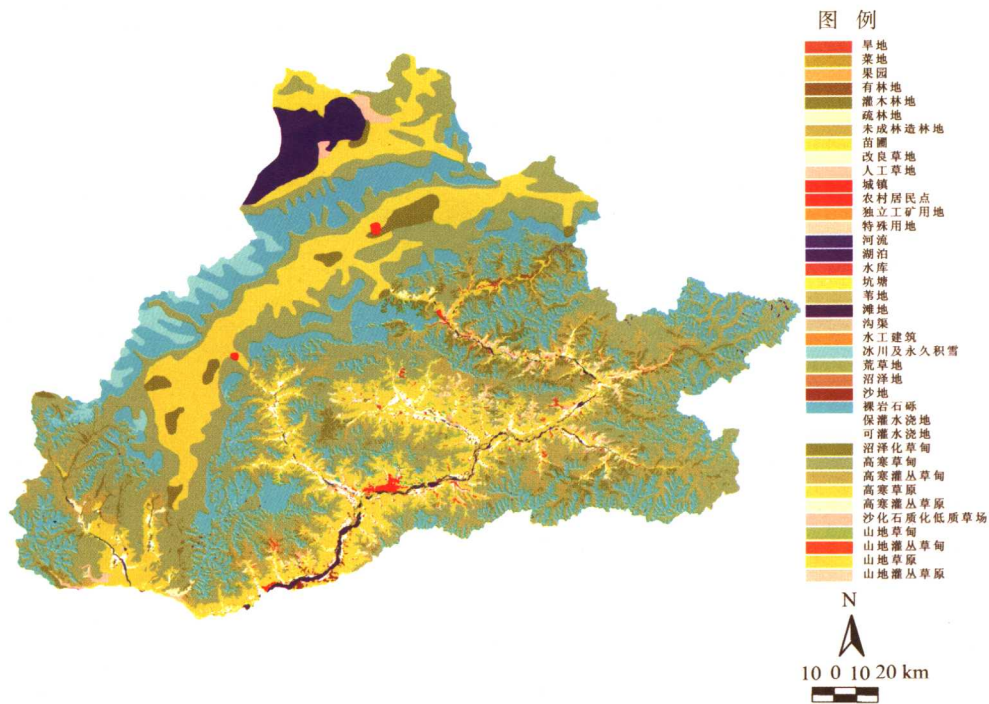 图 例
旱地
菜地
果园
有林地
灌木林地
疏林地
未成林造林地
苗圃
改良草地
人工草地
城镇
农村居民点
独立工矿用地
特殊用地
河流
湖泊
水库
坑塘
苇地
滩地
沟渠
水工建筑
冰川及永久积雪
荒草地
沼泽地
沙地
裸岩石砾
保灌水浇地
可灌水浇地
沼泽化草甸
高寒草甸
高寒灌丛草甸
高寒草原
高寒灌丛草原
沙化石质化低质草场
山地草甸
山地灌丛草甸
山地草原
山地灌丛草原
N
10 0 10 20 km